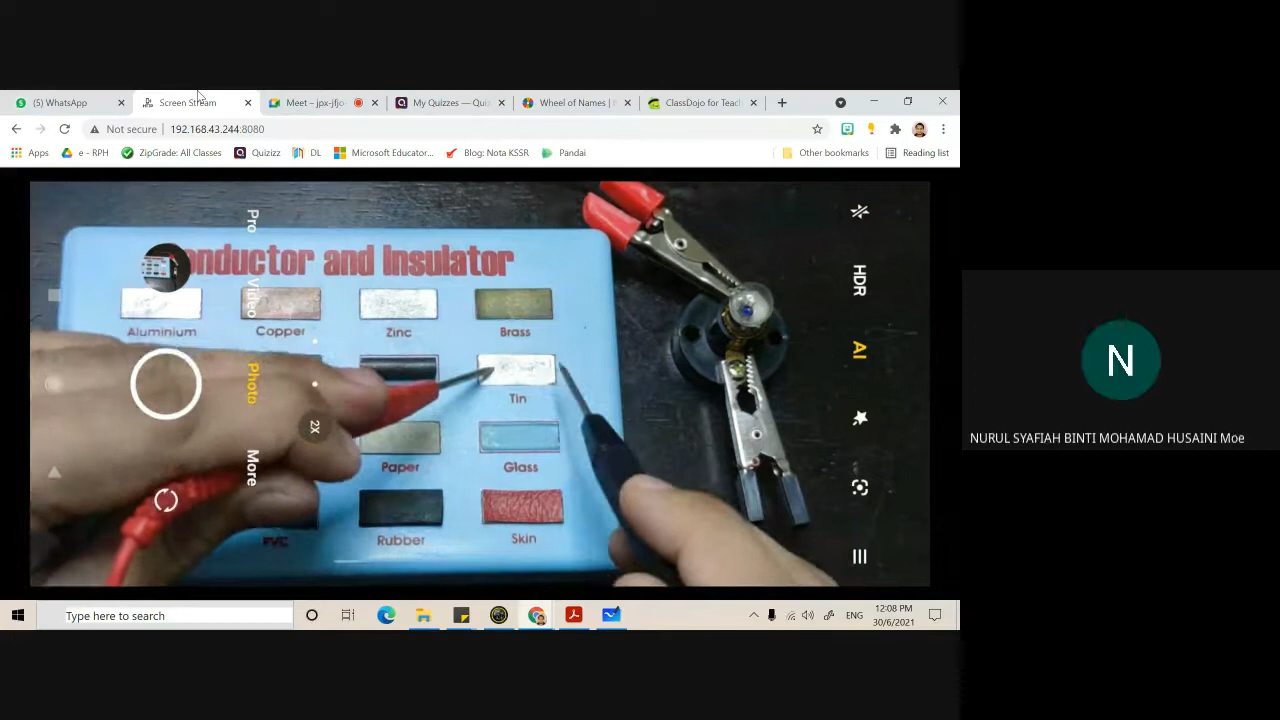 (5) WhatsApp
Screen Stream
Meet – jpx-jfjo
My Quizzes — Qui
Wheel of Names |
ClassDojo for Teac
Not secure
192.168.43.244:8080
Apps
e - RPH
ZipGrade: All Classes
Quizizz
DL
Microsoft Educator...
Blog: Nota KSSR
Pandai
Other bookmarks
Reading list
onductor and Insulator
Aluminium
Copper
Zinc
Brass
Tin
Paper
Glass
PVC
Rubber
Skin
Pro
Video
Photo
More
2X
HDR
AI
N
NURUL SYAFIAH BINTI MOHAMAD HUSAINI Moe
Type here to search
ENG
12:08 PM
30/6/2021